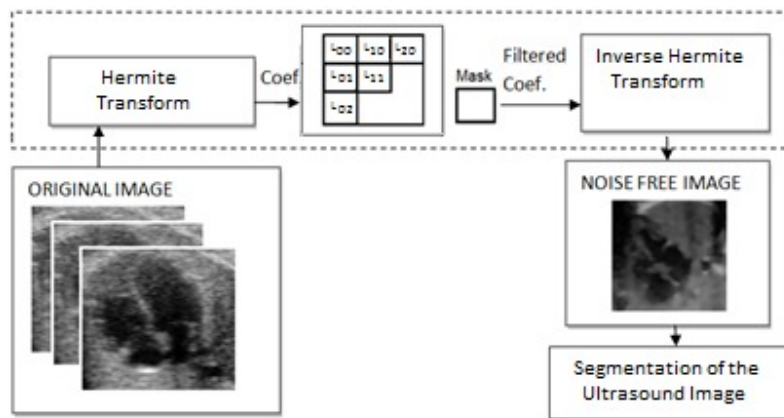 Hermite
Transform
Coef.
L00 L10 L20
L01 L11
L02
Mask
Filtered
Coef.
Inverse Hermite
Transform
ORIGINAL IMAGE
NOISE FREE IMAGE
Segmentation of the
Ultrasound Image